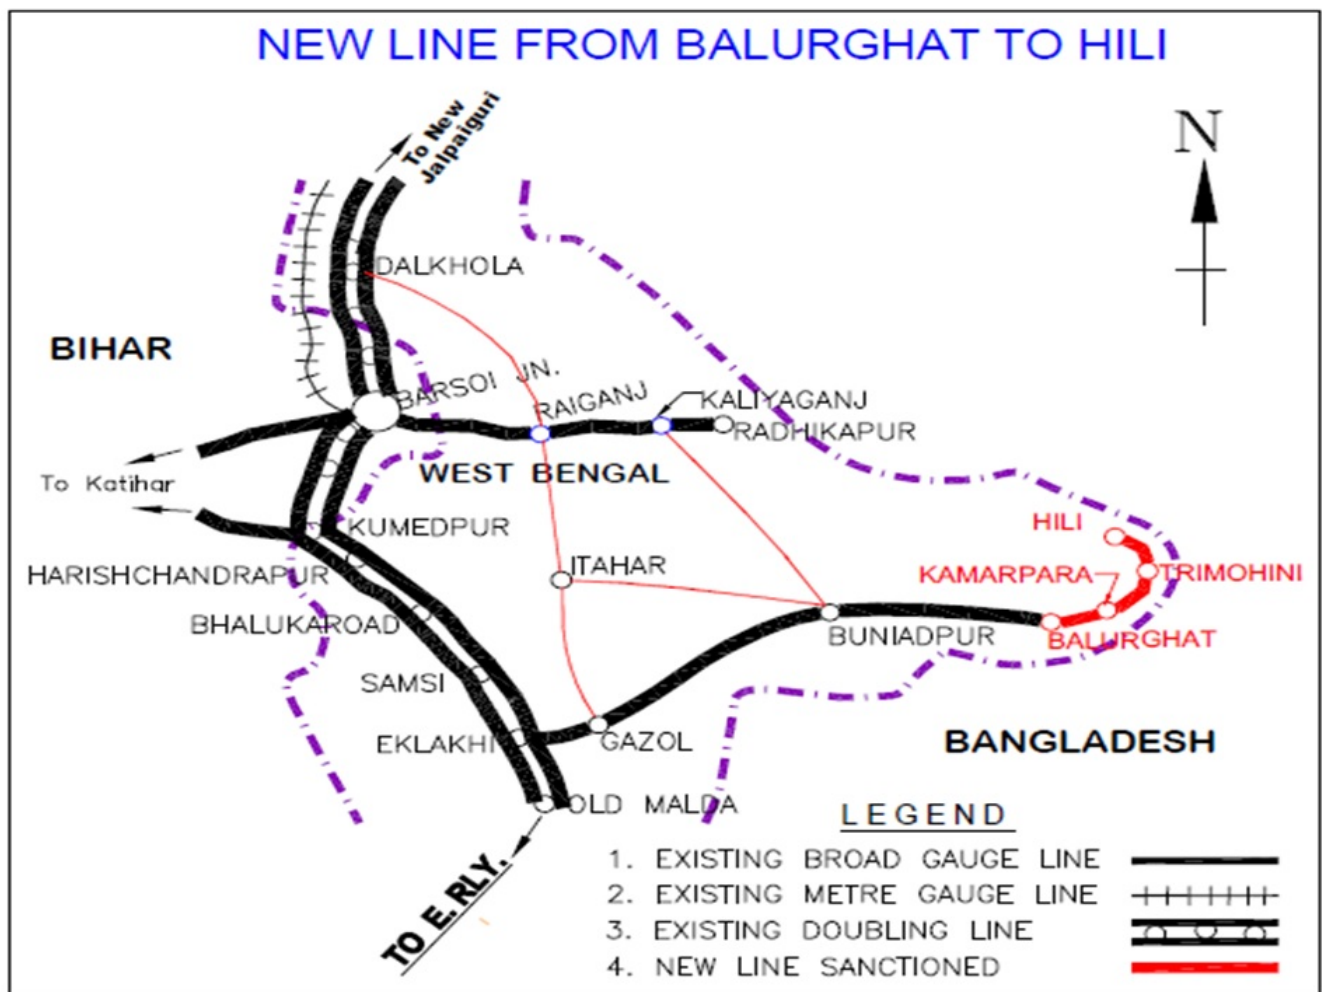 NEW LINE FROM BALURGHAT TO HILI
To New
Jalpaiguri
N
DALKHOLA
BIHAR
BARSOI JN.
RAIGANJ
KALIYAGANJ
RADHIKAPUR
To Katihar
WEST BENGAL
KUMEDPUR
HILI
HARISHCHANDRAPUR
ITAHAR
KAMARPARA
TRIMOHINI
BHALUKAROAD
BUNIADPUR
BALURGHAT
SAMSI
EKLAKHI
GAZOL
BANGLADESH
OLD MALDA
TO E. RLY.
LEGEND
1. EXISTING BROAD GAUGE LINE
2. EXISTING METRE GAUGE LINE
3. EXISTING DOUBLING LINE
4. NEW LINE SANCTIONED